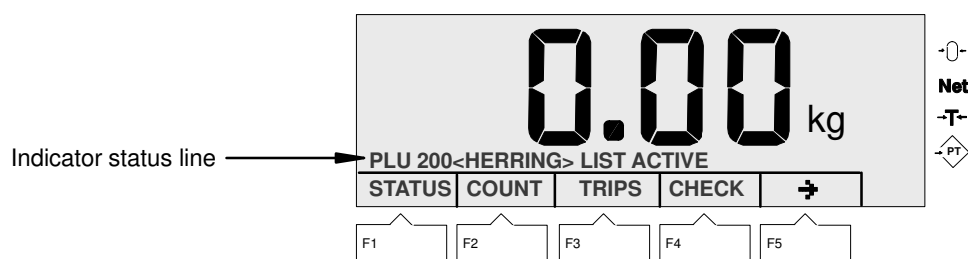 0.00 kg
Net
T
PT
Indicator status line
PLU 200<HERRING> LIST ACTIVE
STATUS COUNT TRIPS CHECK
F1 F2 F3 F4 F5